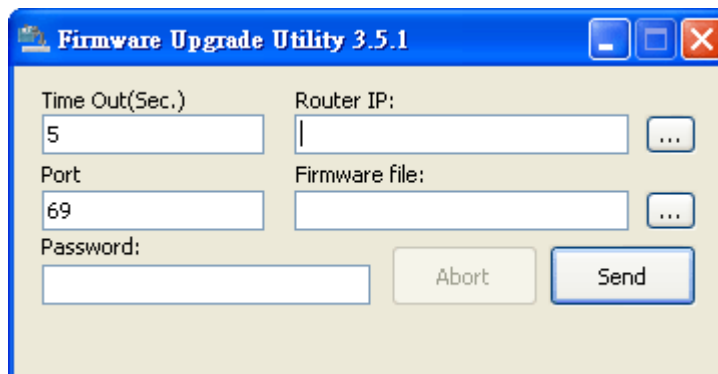 Firmware Upgrade Utility 3.5.1
Time Out(Sec.) Router IP:
5 ...
Port Firmware file:
69 ...
Password:
Abort Send